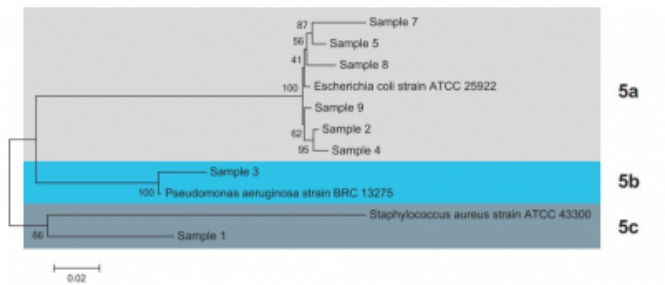 87
Sample 7
56
Sample 5
41
Sample 8
100
Escherichia coli strain ATCC 25922
5a
Sample 9
62
Sample 2
95
Sample 4
Sample 3
5b
100
Pseudomonas aeruginosa strain BRC 13275
Staphylococcus aureus strain ATCC 43300
5c
66
Sample 1
0.02